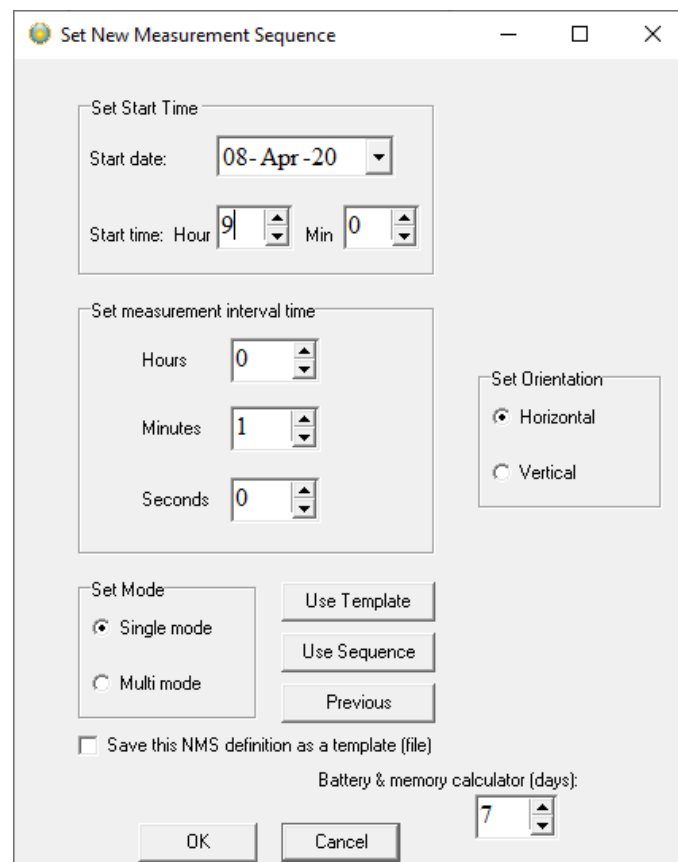 Set New Measurement Sequence
Set Start Time
Start date: 08- Apr -20
Start time: Hour 9 Min 0
Set measurement interval time
Hours 0
Minutes 1
Seconds 0
Set Orientation
Horizontal
Vertical
Set Mode
Single mode
Multi mode
Use Template
Use Sequence
Previous
Save this NMS definition as a template (file)
Battery & memory calculator (days):
7
OK Cancel